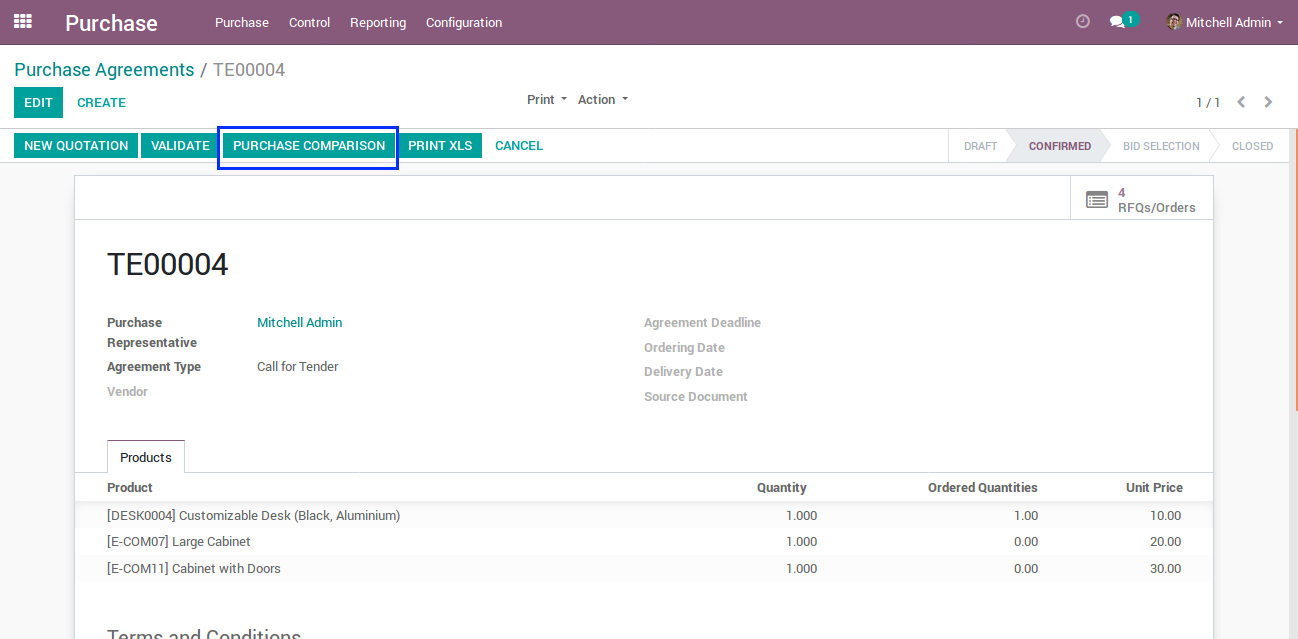 Purchase Purchase Control Reporting Configuration 1 Mitchell Admin
Purchase Agreements / TE00004
EDIT CREATE Print Action 1 / 1
NEW QUOTATION VALIDATE PURCHASE COMPARISON PRINT XLS CANCEL DRAFT CONFIRMED BID SELECTION CLOSED
4
RFQs/Orders
TE00004
Purchase Representative Mitchell Admin
Agreement Type Call for Tender
Vendor
Agreement Deadline
Ordering Date
Delivery Date
Source Document
Products
Product Quantity Ordered Quantities Unit Price
[DESK0004] Customizable Desk (Black, Aluminium) 1.000 1.00 10.00
[E-COM07] Large Cabinet 1.000 0.00 20.00
[E-COM11] Cabinet with Doors 1.000 0.00 30.00
Terms and Conditions